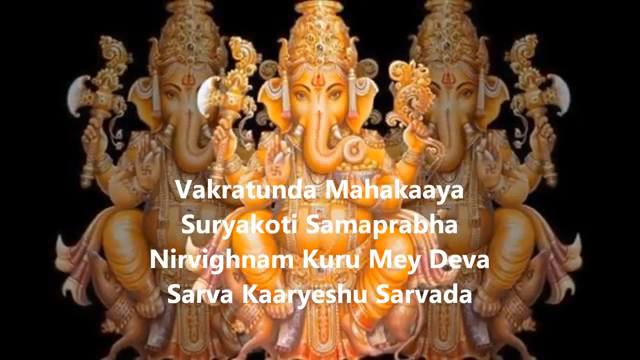 Vakratunda Mahakaaya
Suryakoti Samaprabha
Nirvighnam Kuru Mey Deva
Sarva Kaaryeshu Sarvada